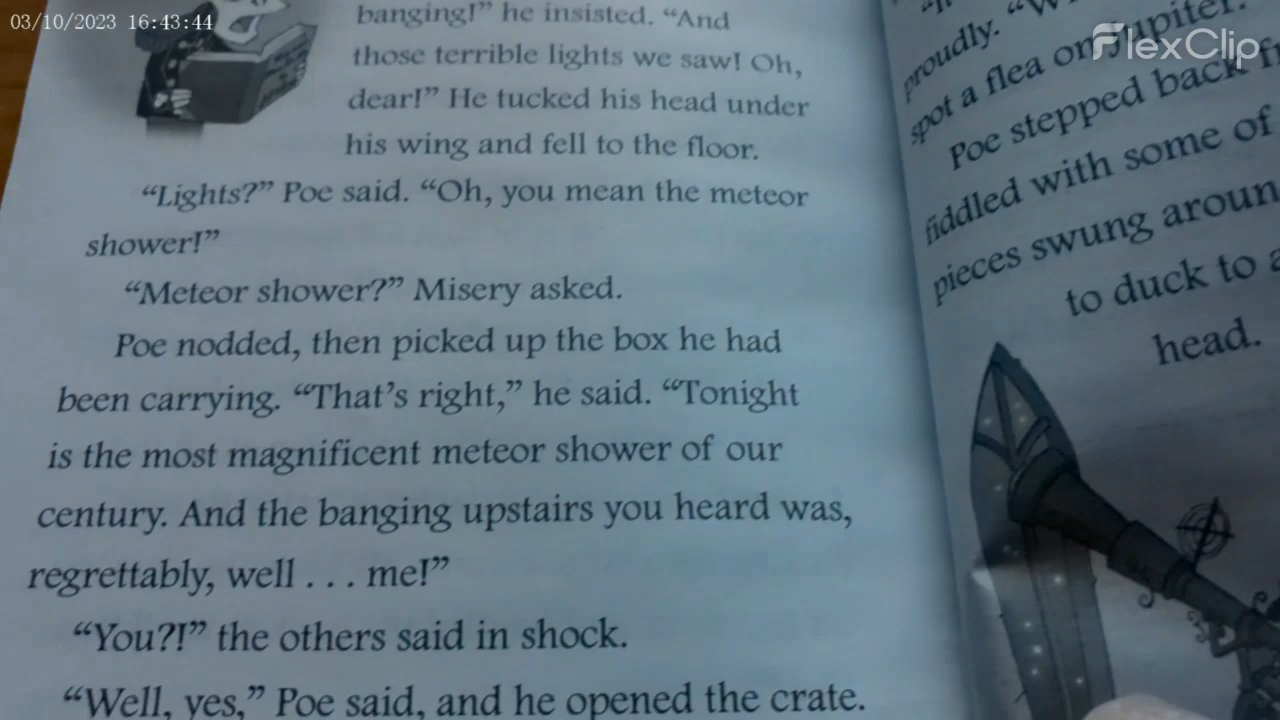 03/10/2023 16:43:44
FlexClip
banging!” he insisted. “And
those terrible lights we saw! Oh,
dear!” He tucked his head under
his wing and fell to the floor.
“Lights?” Poe said. “Oh, you mean the meteor
shower!”
“Meteor shower?” Misery asked.
Poe nodded, then picked up the box he had
been carrying. “That’s right,” he said. “Tonight
is the most magnificent meteor shower of our
century. And the banging upstairs you heard was,
regrettably, well . . . me!”
“You?!” the others said in shock.
“Well, yes,” Poe said, and he opened the crate.
proudly.
spot a flea on Jupiter.
Poe stepped back
fiddled with some of
pieces swung
to duck to
head.